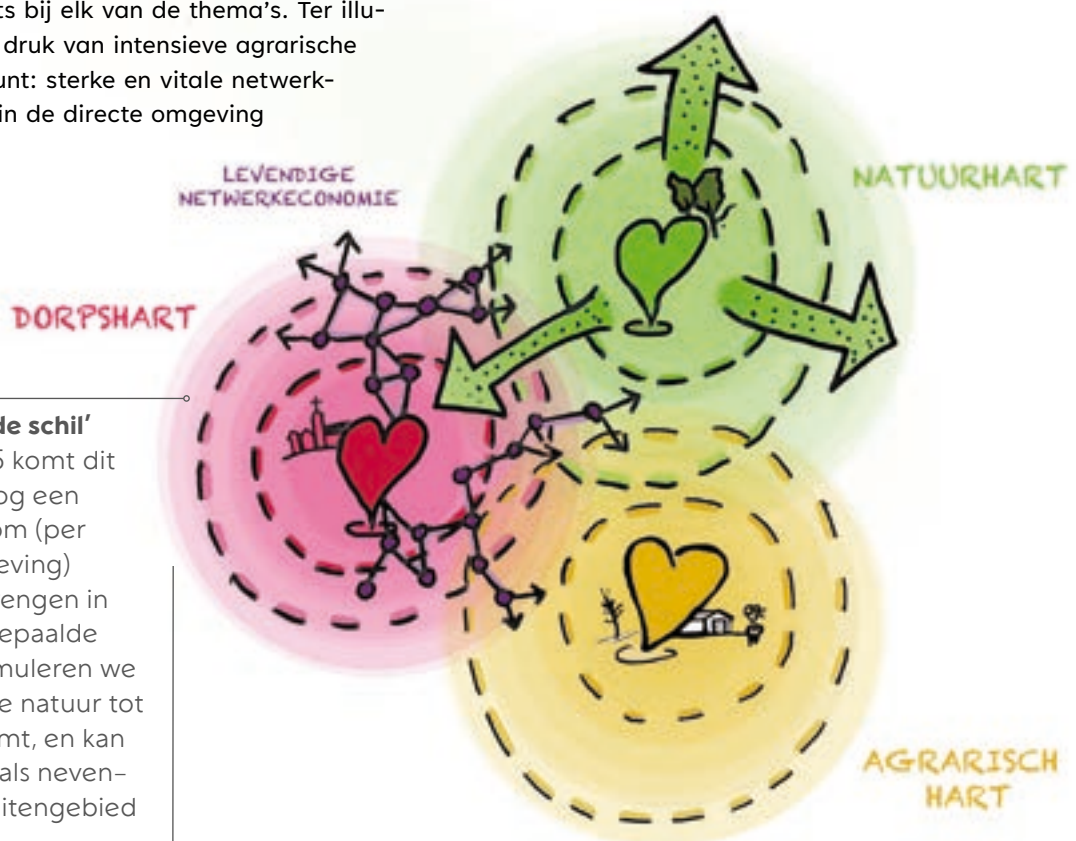 ts bij elk van de thema's. Ter illu-
druk van intensieve agrarische
unt: sterke en vitale netwerk-
in de directe omgeving
LEVENDIGE
NETWERKECONOMIE
NATUURHART
DORPSHART
de schil'
5 komt dit
og een
om (per
eving)
engen in
epaalde
muleren we
e natuur tot
mt, en kan
als neven-
itengebied
AGRARISCH
HART